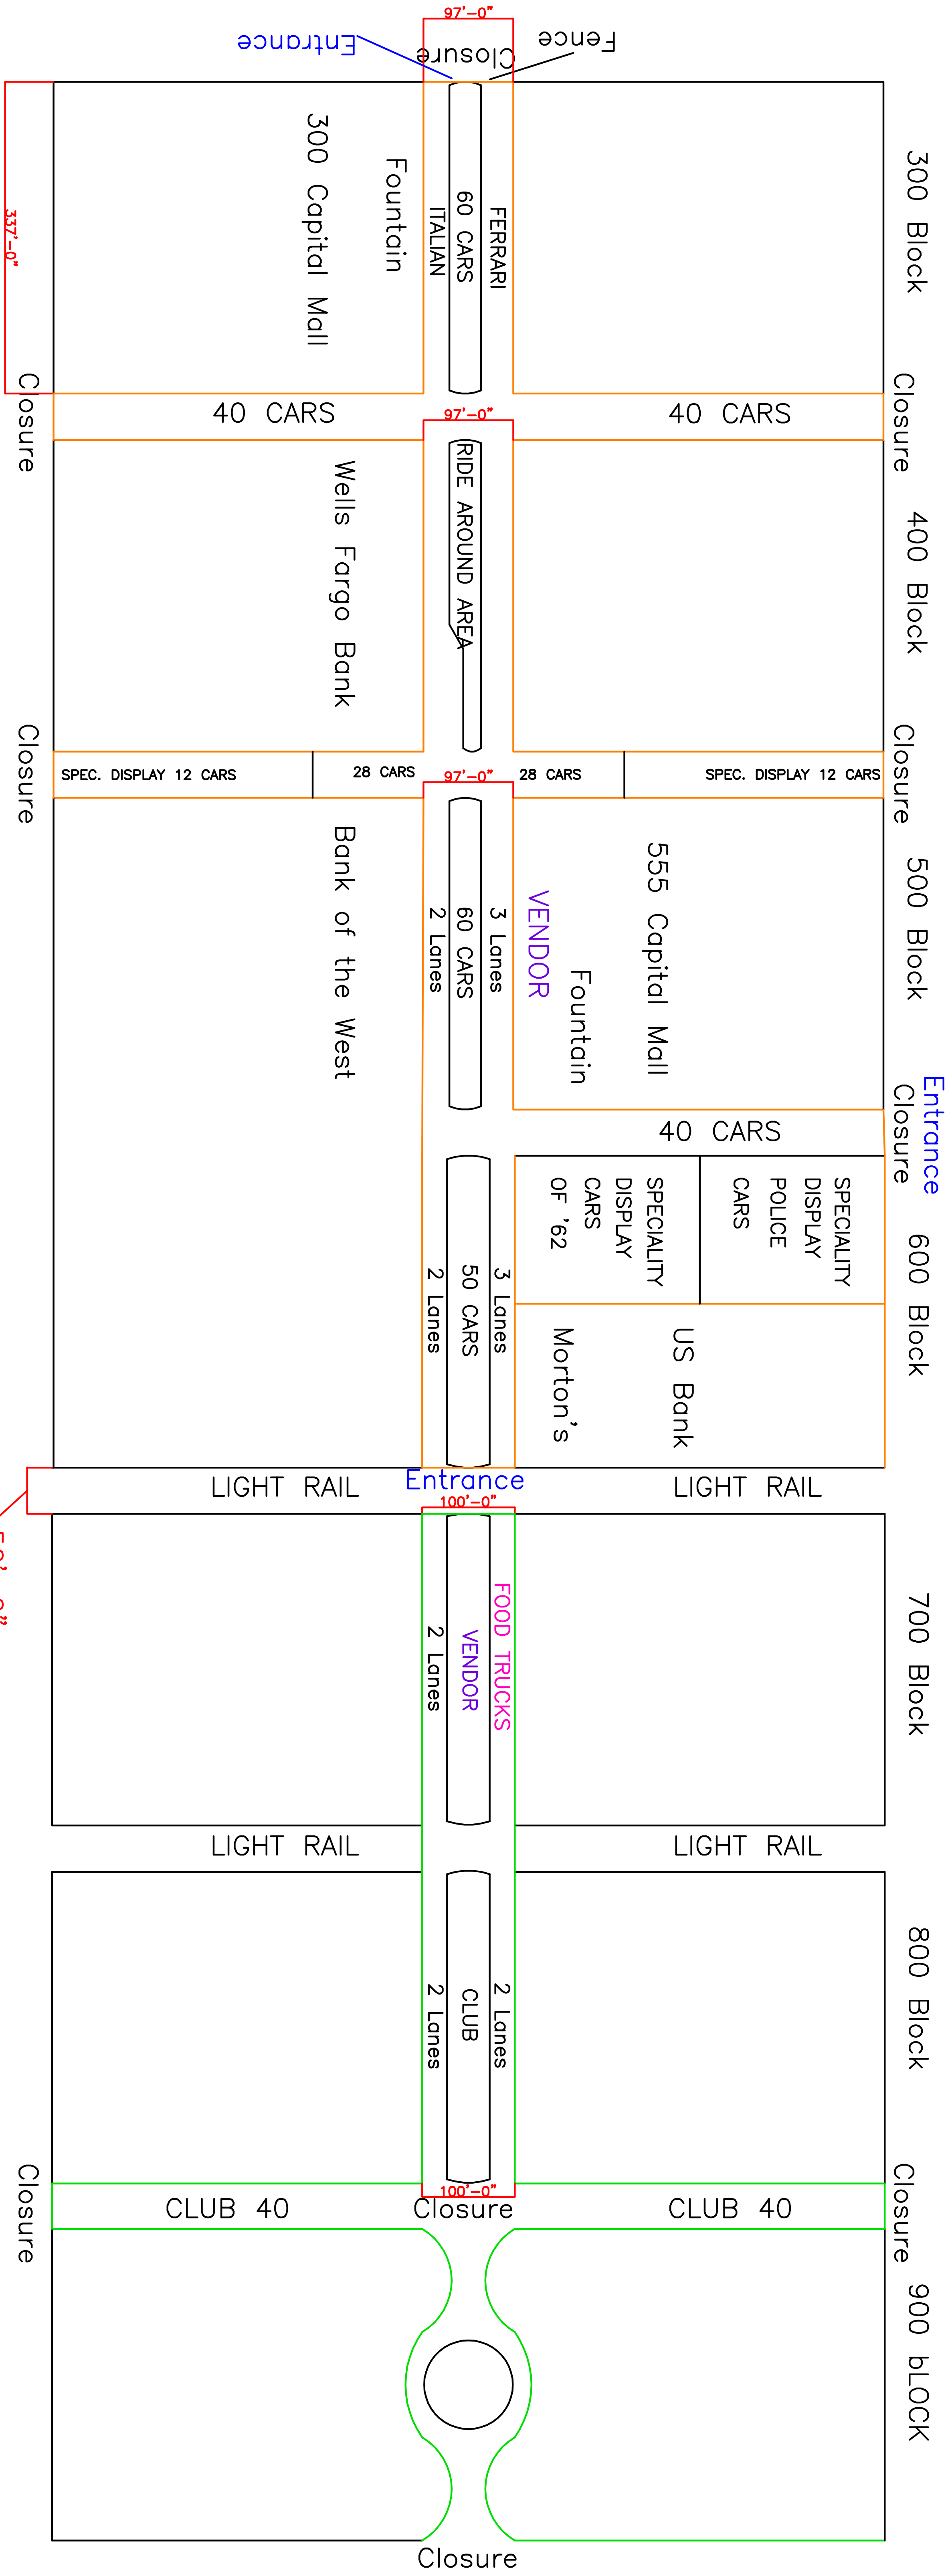 97'-0"
Fence
Entrance
Closure
300 Block
FERRARI
60 CARS
ITALIAN
Fountain
300 Capital Mall
337'-0"
Closure
Closure
40 CARS
40 CARS
97'-0"
400 Block
RIDE AROUND AREA
Wells Fargo Bank
Closure
Closure
SPEC. DISPLAY 12 CARS
28 CARS
97'-0"
28 CARS
SPEC. DISPLAY 12 CARS
500 Block
555 Capital Mall
Fountain
VENDOR
3 Lanes
60 CARS
2 Lanes
Bank of the West
Entrance
Closure
40 CARS
600 Block
SPECIALITY
DISPLAY
POLICE
CARS
SPECIALITY
DISPLAY
CARS
OF '62
US Bank
Morton's
3 Lanes
50 CARS
2 Lanes
LIGHT RAIL
Entrance
LIGHT RAIL
100'-0"
700 Block
FOOD TRUCKS
VENDOR
2 Lanes
LIGHT RAIL
LIGHT RAIL
800 Block
2 Lanes
CLUB
2 Lanes
Closure
Closure
100'-0"
CLUB 40
Closure
CLUB 40
900 bLOCK
Closure